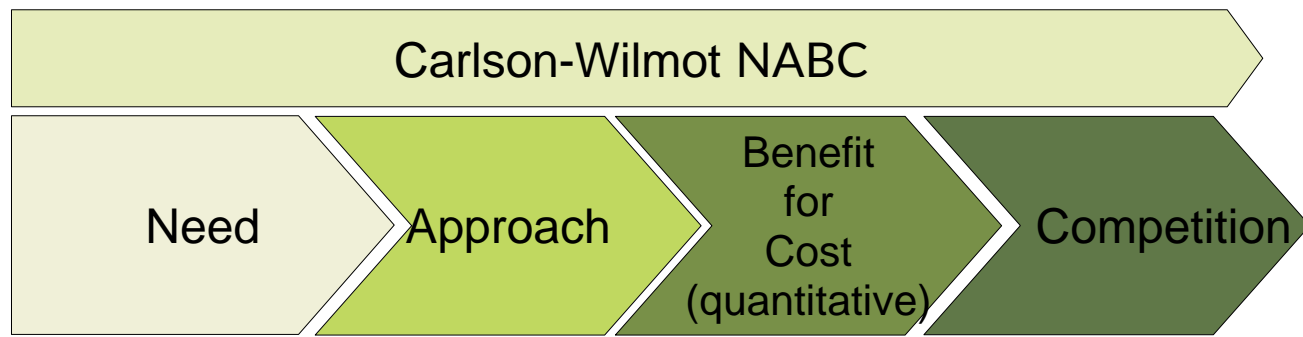 Carlson-Wilmot NABC
Need
Approach
Benefit
for
Cost
(quantitative)
Competition